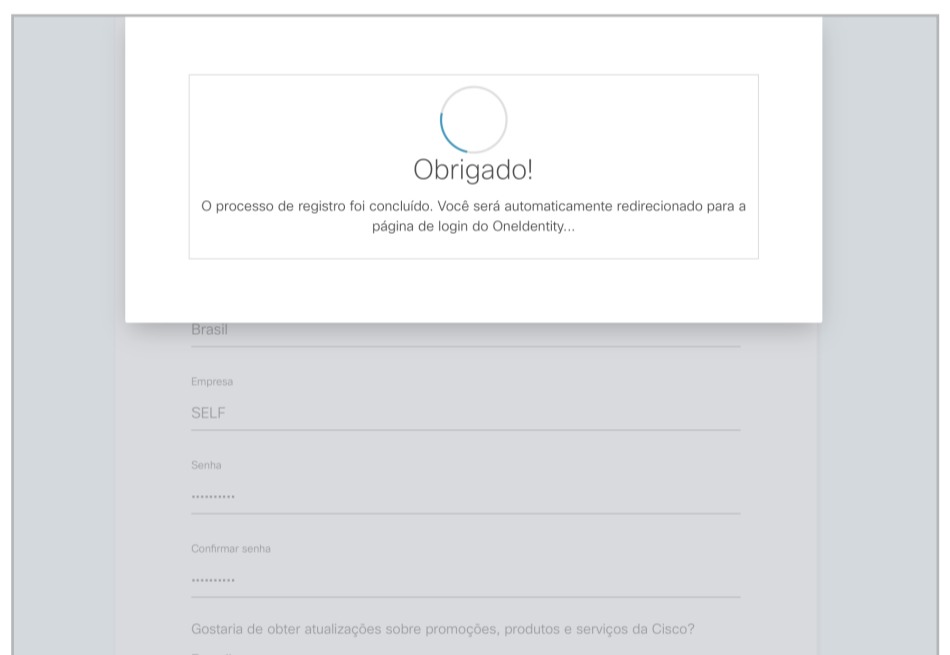 Obrigado!
O processo de registro foi concluído. Você será automaticamente redirecionado para a
página de login do OneIdentity...
Brasil
Empresa
SELF
Senha
••••••••••
Confirmar senha
••••••••••
Gostaria de obter atualizações sobre promoções, produtos e serviços da Cisco?